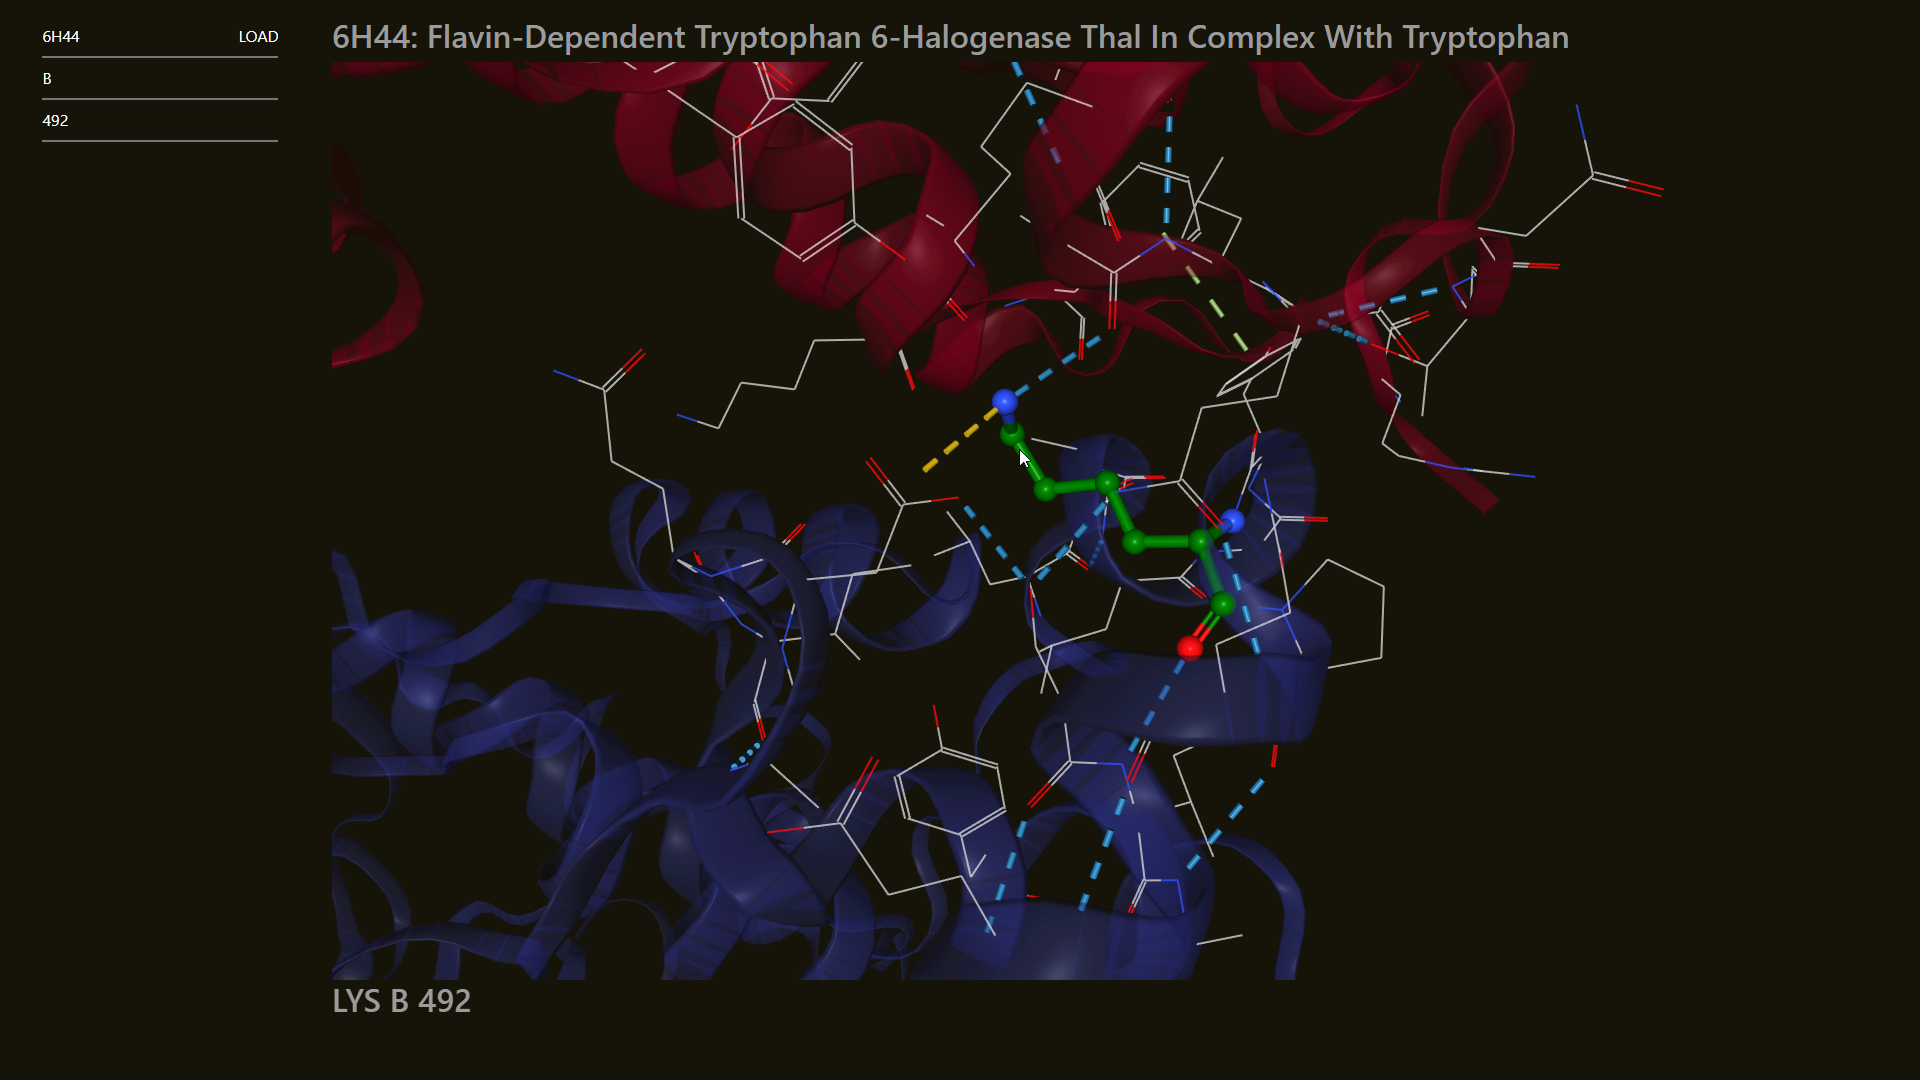 6H44 LOAD
B
492
6H44: Flavin-Dependent Tryptophan 6-Halogenase Thal In Complex With Tryptophan
LYS B 492